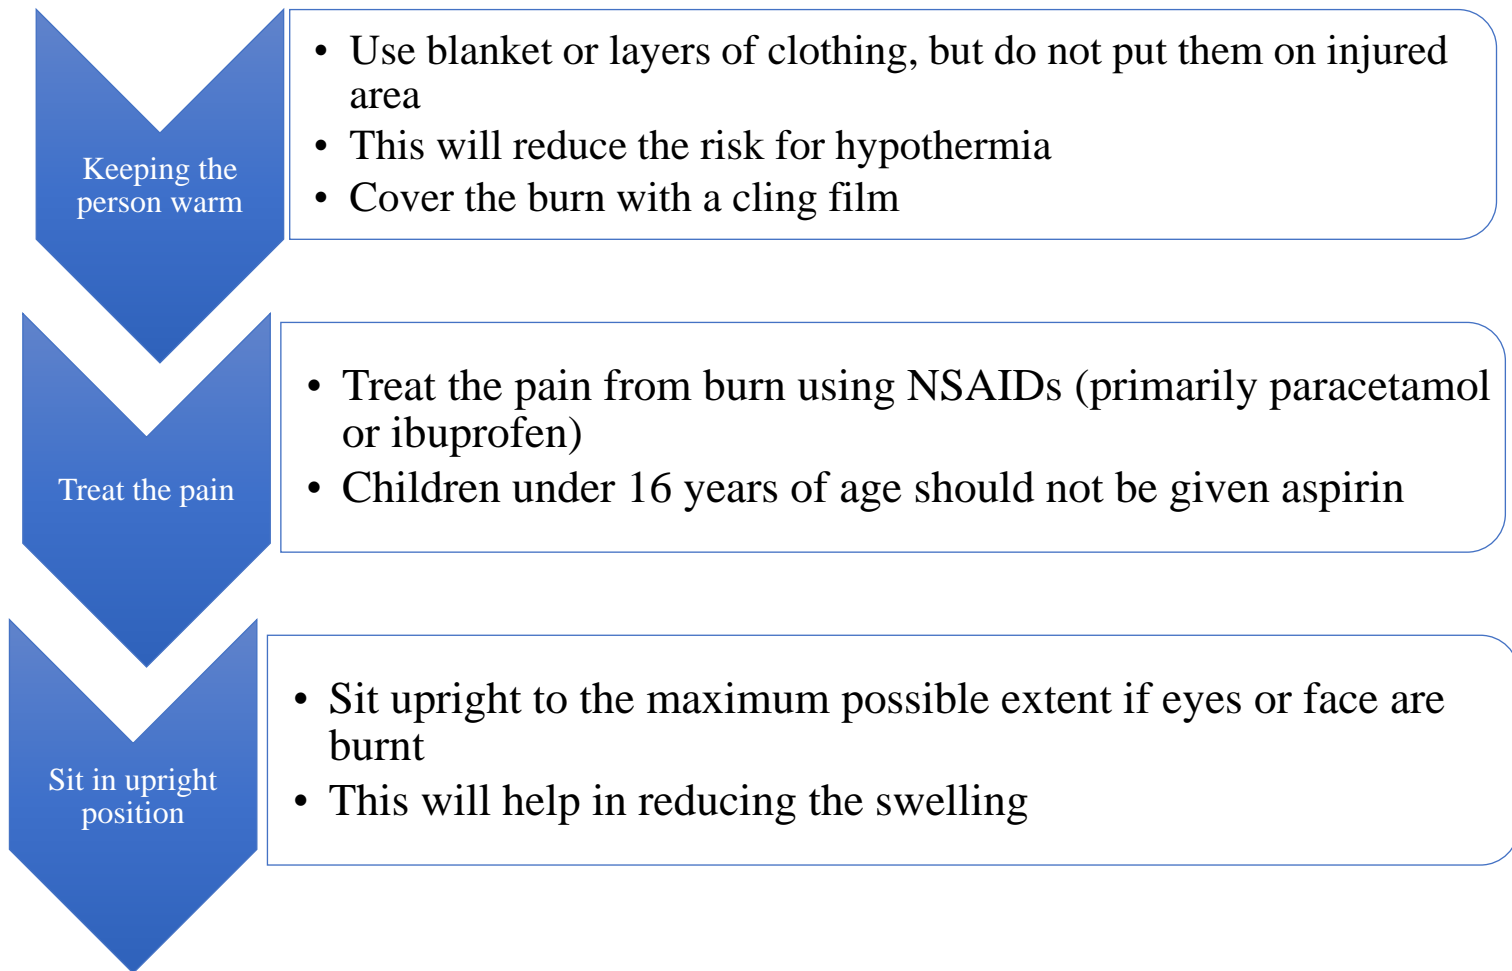 Keeping the
person warm
• Use blanket or layers of clothing, but do not put them on injured
area
• This will reduce the risk for hypothermia
• Cover the burn with a cling film
Treat the pain
• Treat the pain from burn using NSAIDs (primarily paracetamol
or ibuprofen)
• Children under 16 years of age should not be given aspirin
Sit in upright
position
• Sit upright to the maximum possible extent if eyes or face are
burnt
• This will help in reducing the swelling